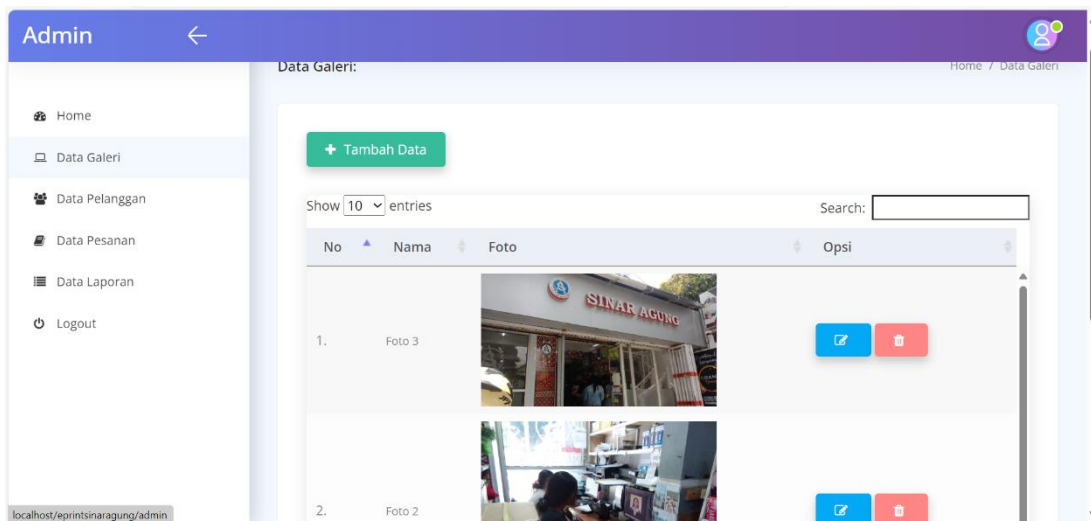 Admin
Data Galeri:
Home / Data Galeri
Home
Data Galeri
Data Pelanggan
Data Pesanan
Data Laporan
Logout
+ Tambah Data
Show 10 entries
Search:
No Nama Foto Opsi
SINAR AGUNG
1. Foto 3
2. Foto 2
localhost/eprintsinaragung/admin